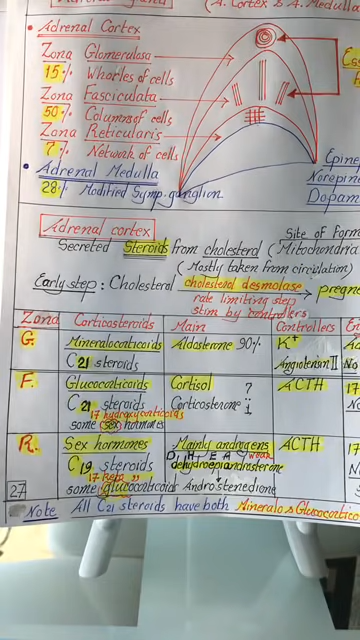 (A. Cortex & A. Medulla
• Adrenal Cortex
Zona Glomerulosa
15% Whorles of cells
Zona Fasciculata
50% Columns of cells
Zona Reticularis
7% Network of cells
• Adrenal Medulla
28% Modified Symp. ganglion
Epine
Norepin
Dopam
Adrenal cortex
Site of Form
Secreted Steroids from cholesterol (Mitochondria
(Mostly taken from circulation)
Early step: Cholesterol cholesterol desmolase pregne
rate limiting step
stim by controllers
Zona Corticosteroids Main Controllers
G. Mineralocorticoids Aldosterone 90% K+
C21 steroids Angiotensin II No
F. Glucocorticoids Cortisol ? ACTH 17
C21 steroids Corticosterone
17 hydroxycorticoids
some sex hormones
R. Sex hormones Mainly androgens ACTH 17
D. H. E A weak
C19 steroids dehydroepiandrosterone
17 Keto "
some glucocorticoids Androstenedione
27
Note All C21 steroids have both Mineralo & Glucocortico